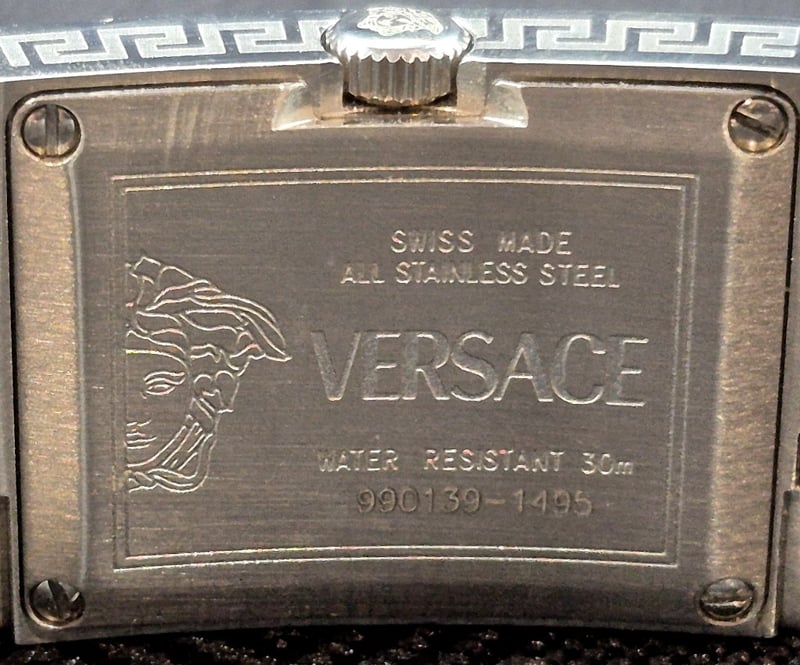 SWISS MADE
ALL STAINLESS STEEL
VERSACE
WATER RESISTANT 30m
990139-1495